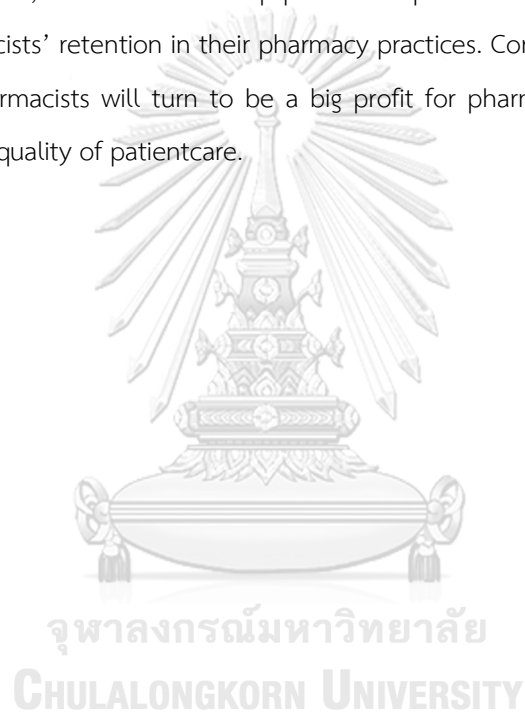 cists’ retention in their pharmacy practices. Con
rmacists will turn to be a big profit for pharm
quality of patientcare.
จุฬาลงกรณ์มหาวิทยาลัย
CHULALONGKORN UNIVERSITY